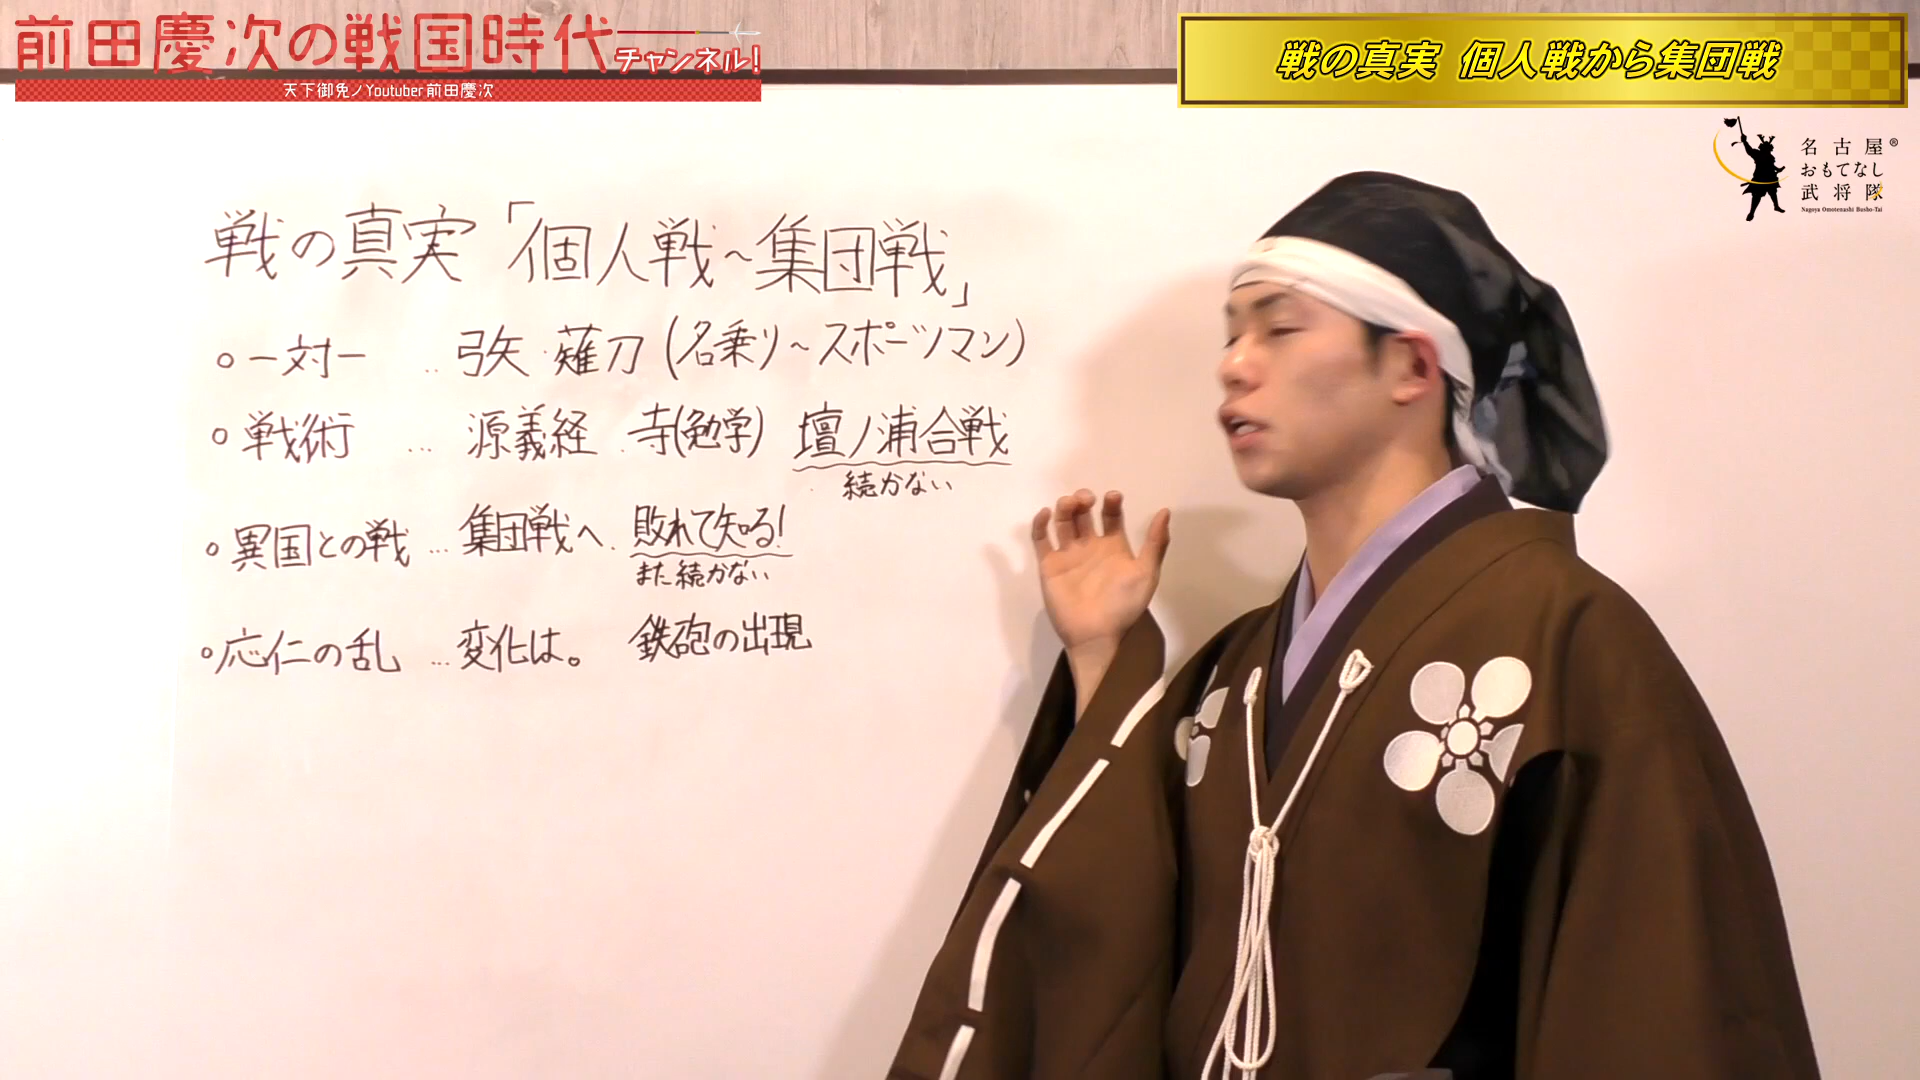 前田慶次の戦国時代チャンネル!
天下御免ノYoutuber前田慶次
戦の真実 個人戦から集団戦
名古屋®
おもてなし
武将隊
Nagoya Omotenashi Busho-Tai
戦の真実「個人戦~集団戦」
○一対一 ‥ 弓矢・薙刀(名乗り~スポーツマン)
○戦術 … 源義経・寺(勉学) 壇ノ浦合戦
続かない
○異国との戦 … 集団戦へ. 敗れて知る!
また続かない
○応仁の乱 … 変化は。 鉄砲の出現